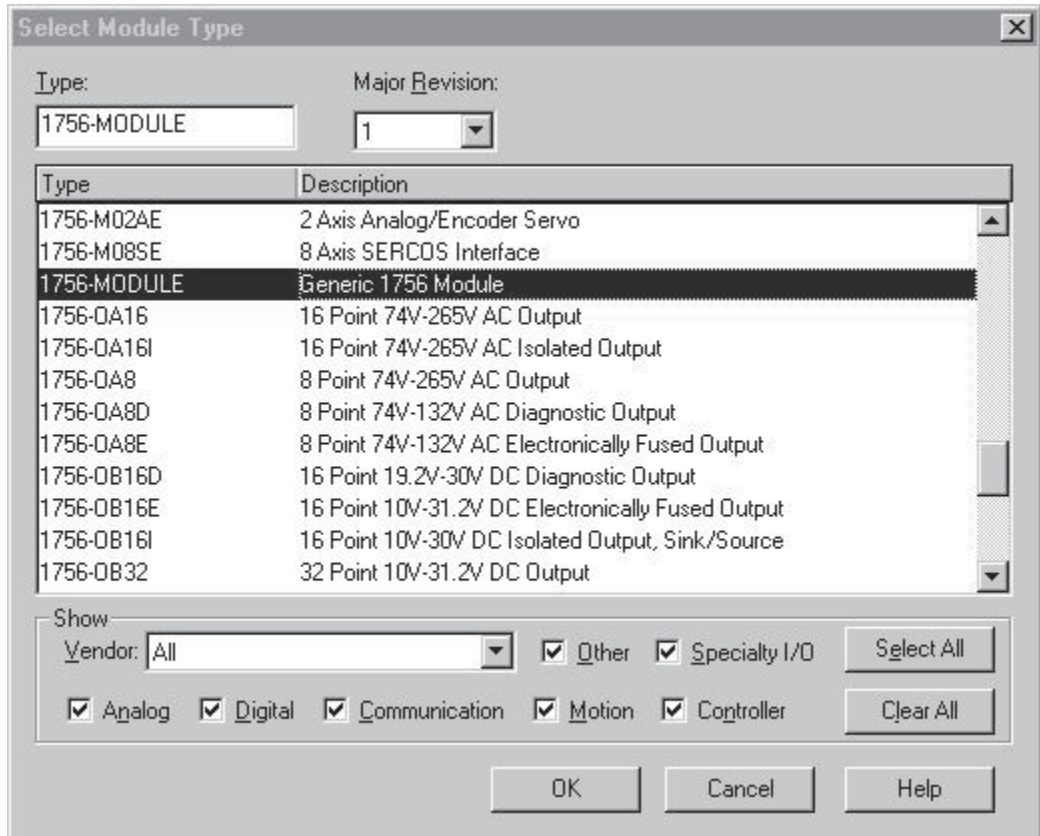 Select Module Type
Type: Major Revision:
1756-MODULE 1
Type Description
1756-M02AE 2 Axis Analog/Encoder Servo
1756-M08SE 8 Axis SERCOS Interface
1756-MODULE Generic 1756 Module
1756-OA16 16 Point 74V-265V AC Output
1756-OA16I 16 Point 74V-265V AC Isolated Output
1756-OA8 8 Point 74V-265V AC Output
1756-OA8D 8 Point 74V-132V AC Diagnostic Output
1756-OA8E 8 Point 74V-132V AC Electronically Fused Output
1756-OB16D 16 Point 19.2V-30V DC Diagnostic Output
1756-OB16E 16 Point 10V-31.2V DC Electronically Fused Output
1756-OB16I 16 Point 10V-30V DC Isolated Output, Sink/Source
1756-OB32 32 Point 10V-31.2V DC Output
Show
Vendor: All Other Specialty I/O Select All
Analog Digital Communication Motion Controller Clear All
OK Cancel Help